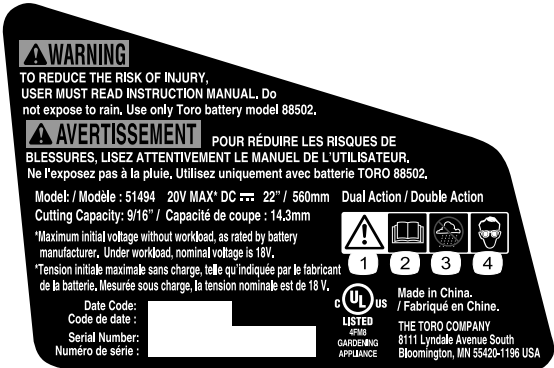 WARNING
TO REDUCE THE RISK OF INJURY,
USER MUST READ INSTRUCTION MANUAL. Do
not expose to rain. Use only Toro battery model 88502.
AVERTISSEMENT POUR RÉDUIRE LES RISQUES DE
BLESSURES, LISEZ ATTENTIVEMENT LE MANUEL DE L'UTILISATEUR.
Ne l'exposez pas à la pluie. Utilisez uniquement avec batterie TORO 88502.
Model: / Modèle : 51494 20V MAX* DC 22" / 560mm Dual Action / Double Action
Cutting Capacity: 9/16" / Capacité de coupe : 14,3mm
*Maximum initial voltage without workload, as rated by battery
manufacturer. Under workload, nominal voltage is 18V.
*Tension initiale maximale sans charge, telle qu'indiquée par le fabricant
de la batterie. Mesurée sous charge, la tension nominale est de 18 V.
1 2 3 4
Date Code:
Code de date :
Serial Number:
Numéro de série :
C UL US
LISTED
4FM8
GARDENING
APPLIANCE
Made in China.
/ Fabriqué en Chine.
THE TORO COMPANY
8111 Lyndale Avenue South
Bloomington, MN 55420-1196 USA